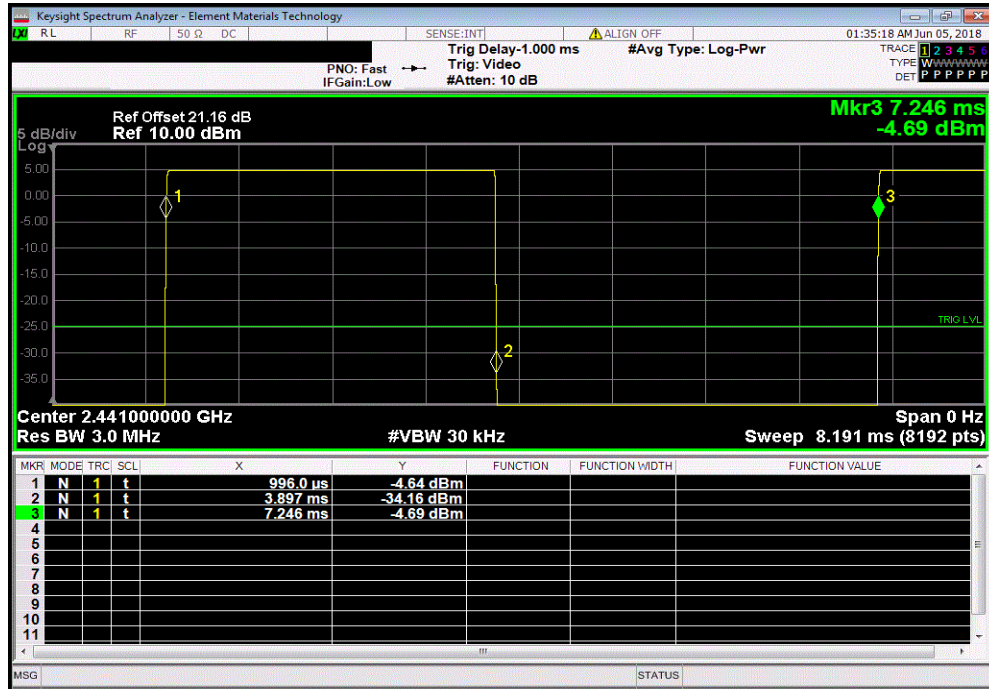 Keysight Spectrum Analyzer - Element Materials Technology
LXI RL RF 50 Ω DC SENSE:INT ALIGN OFF 01:35:18 AM Jun 05, 2018
Trig Delay-1.000 ms #Avg Type: Log-Pwr TRACE 1 2 3 4 5 6
PNO: Fast Trig: Video TYPE WWWWWW
IFGain:Low #Atten: 10 dB DET P P P P P P
Mkr3 7.246 ms
-4.69 dBm
Ref Offset 21.16 dB
5 dB/div Ref 10.00 dBm
Log
5.00
0.00
-5.00
-10.0
-15.0
-20.0
-25.0
-30.0
-35.0
1
2
3
TRIG LVL
Center 2.441000000 GHz Span 0 Hz
Res BW 3.0 MHz #VBW 30 kHz Sweep 8.191 ms (8192 pts)
MKR MODE TRC SCL X Y FUNCTION FUNCTION WIDTH FUNCTION VALUE
1 N 1 t 996.0 µs -4.64 dBm
2 N 1 t 3.897 ms -34.16 dBm
3 N 1 t 7.246 ms -4.69 dBm
4
5
6
7
8
9
10
11
MSG STATUS